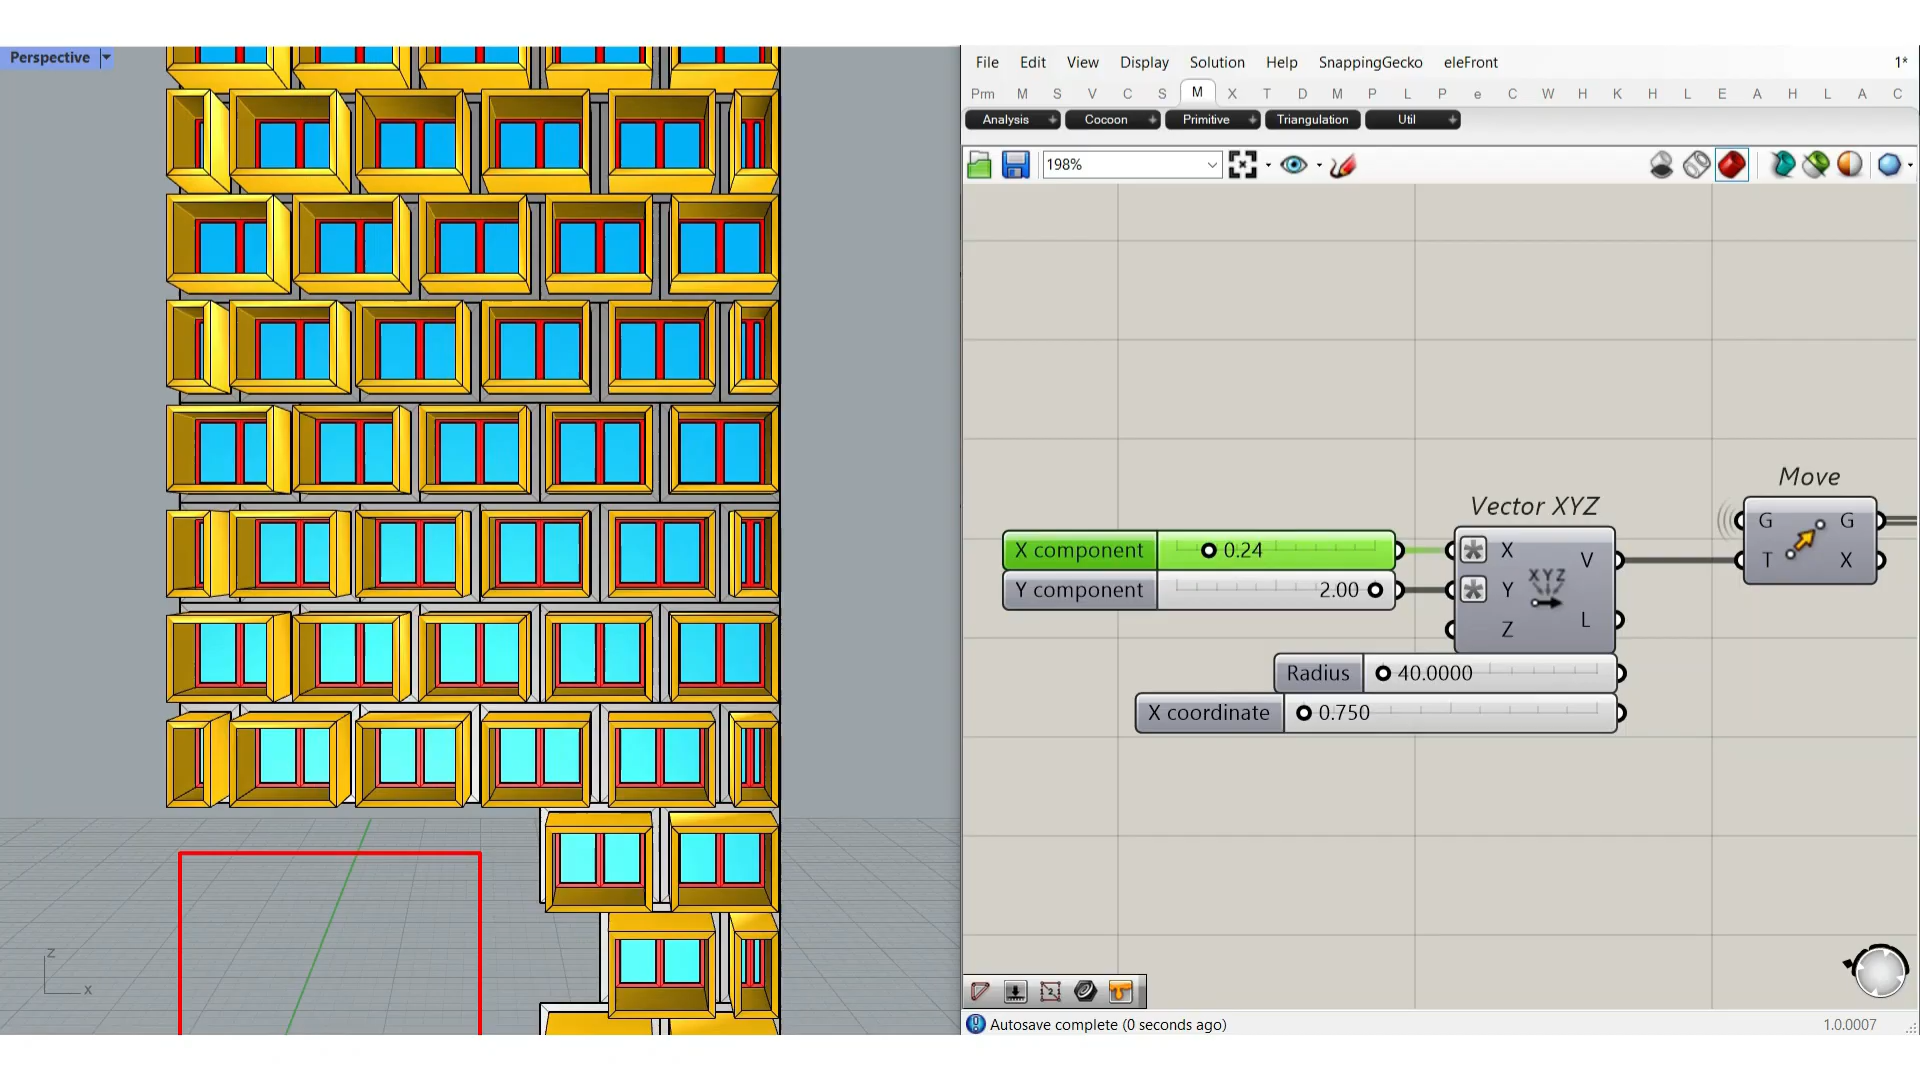 Perspective
z
x
File Edit View Display Solution Help SnappingGecko eleFront 1*
Prm M S V C S M X T D M P L P e C W H K H L E A H L A C
Analysis Cocoon Primitive Triangulation Util
198%
Move
G G
T X
Vector XYZ
X component 0.24
Y component 2.00
X V
Y XYZ
Z L
Radius 40.0000
X coordinate 0.750
Autosave complete (0 seconds ago)
1.0.0007